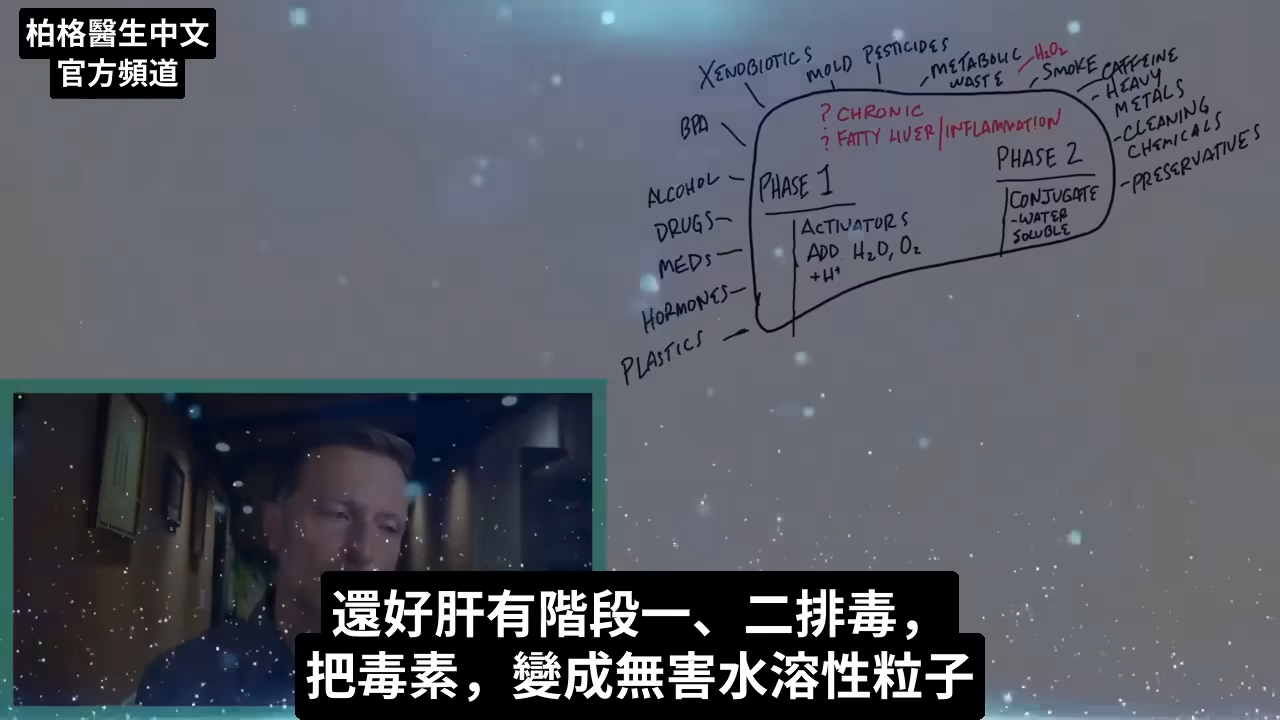 柏格醫生中文
官方頻道
XENOBIOTICS
MOLD
PESTICIDES
METABOLIC
WASTE
H2O2
SMOKE
CAFFEINE
- HEAVY
METALS
- CLEANING
CHEMICALS
- PRESERVATIVES
BPA
ALCOHOL
DRUGS
MEDS
HORMONES
PLASTICS
? CHRONIC
? FATTY LIVER/INFLAMMATION
PHASE 1
ACTIVATORS
ADD H2O, O2
+H+
PHASE 2
CONJUGATE
- WATER
SOLUBLE
還好肝有階段一、二排毒，
把毒素，變成無害水溶性粒子